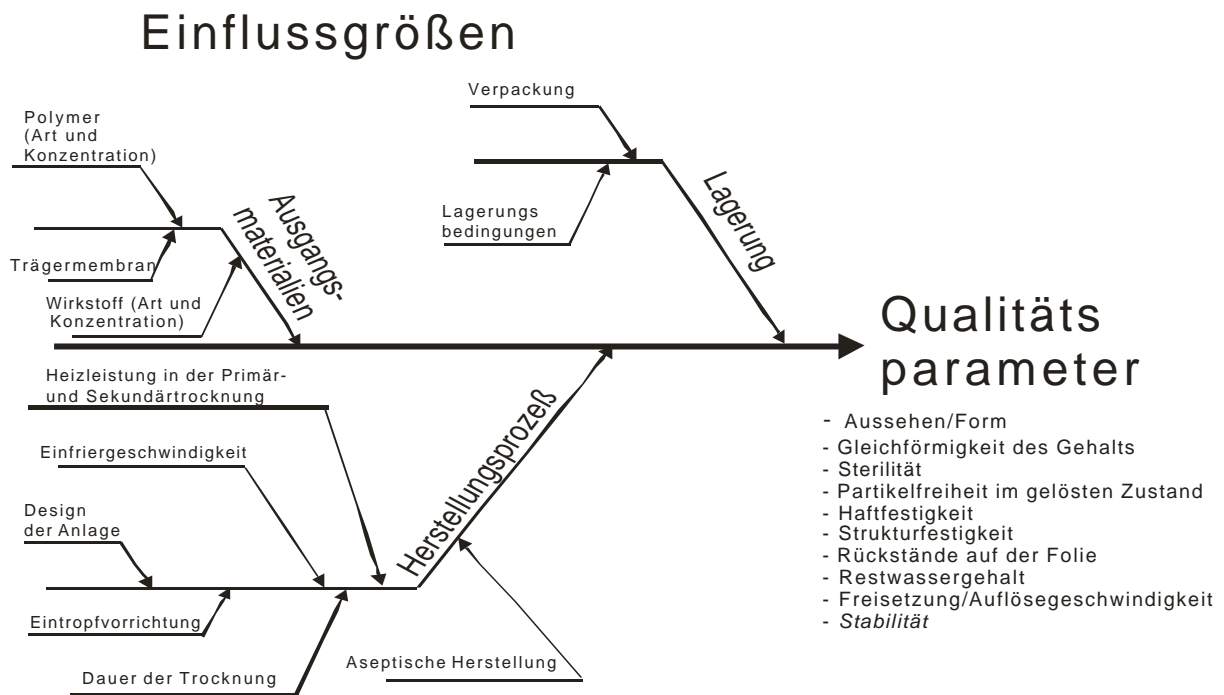 Einflussgrößen
Verpackung
Polymer
(Art und
Konzentration)
Lagerungs
bedingungen
Lagerung
Ausgangs-
materialien
Trägermembran
Wirkstoff (Art und
Konzentration)
Qualitäts
parameter
Heizleistung in der Primär-
und Sekundärtrocknung
Einfriergeschwindigkeit
Design
der Anlage
Herstellungsprozeß
Eintropfvorrichtung
Dauer der Trocknung
Aseptische Herstellung
- Aussehen/Form
- Gleichförmigkeit des Gehalts
- Sterilität
- Partikelfreiheit im gelösten Zustand
- Haftfestigkeit
- Strukturfestigkeit
- Rückstände auf der Folie
- Restwassergehalt
- Freisetzung/Auflösegeschwindigkeit
- Stabilität